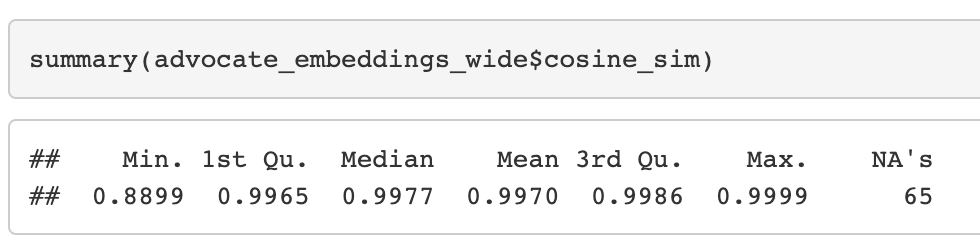 summary(advocate_embeddings_wide$cosine_sim)
##    Min. 1st Qu.  Median    Mean 3rd Qu.    Max.    NA's
##  0.8899  0.9965  0.9977  0.9970  0.9986  0.9999      65